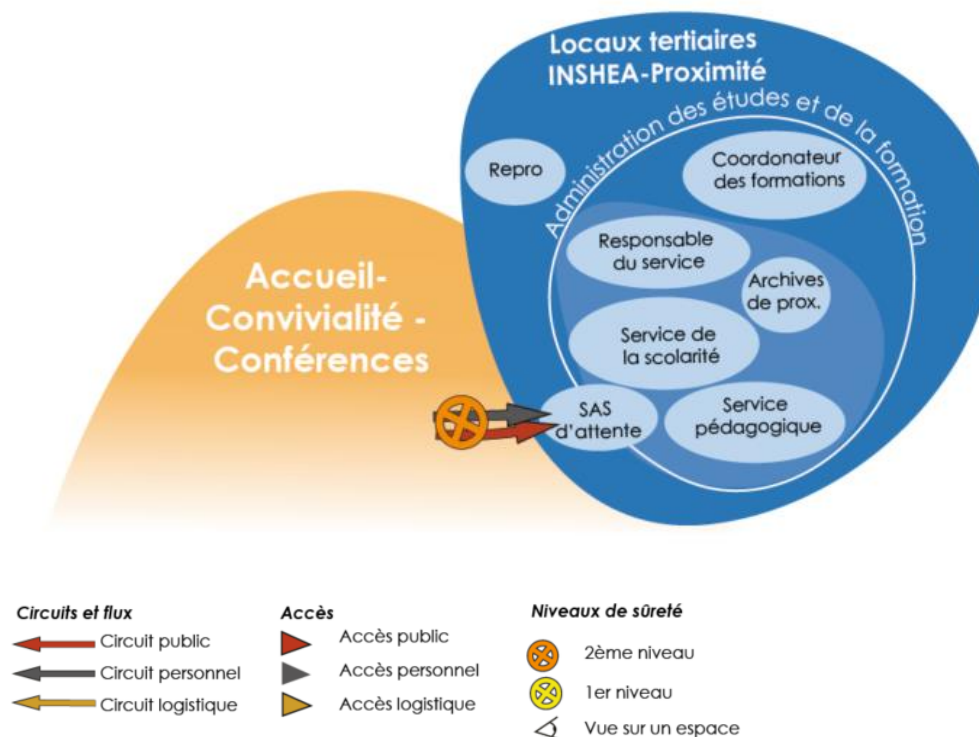 Locaux tertiaires
INSHEA-Proximité
Administration des études et de la formation
Repro
Coordonateur
des formations
Responsable
du service
Archives
de prox.
Accueil-
Convivialité -
Conférences
Service de
la scolarité
SAS
d'attente
Service
pédagogique
Circuits et flux
Circuit public
Circuit personnel
Circuit logistique
Accès
Accès public
Accès personnel
Accès logistique
Niveaux de sûreté
2ème niveau
1er niveau
Vue sur un espace